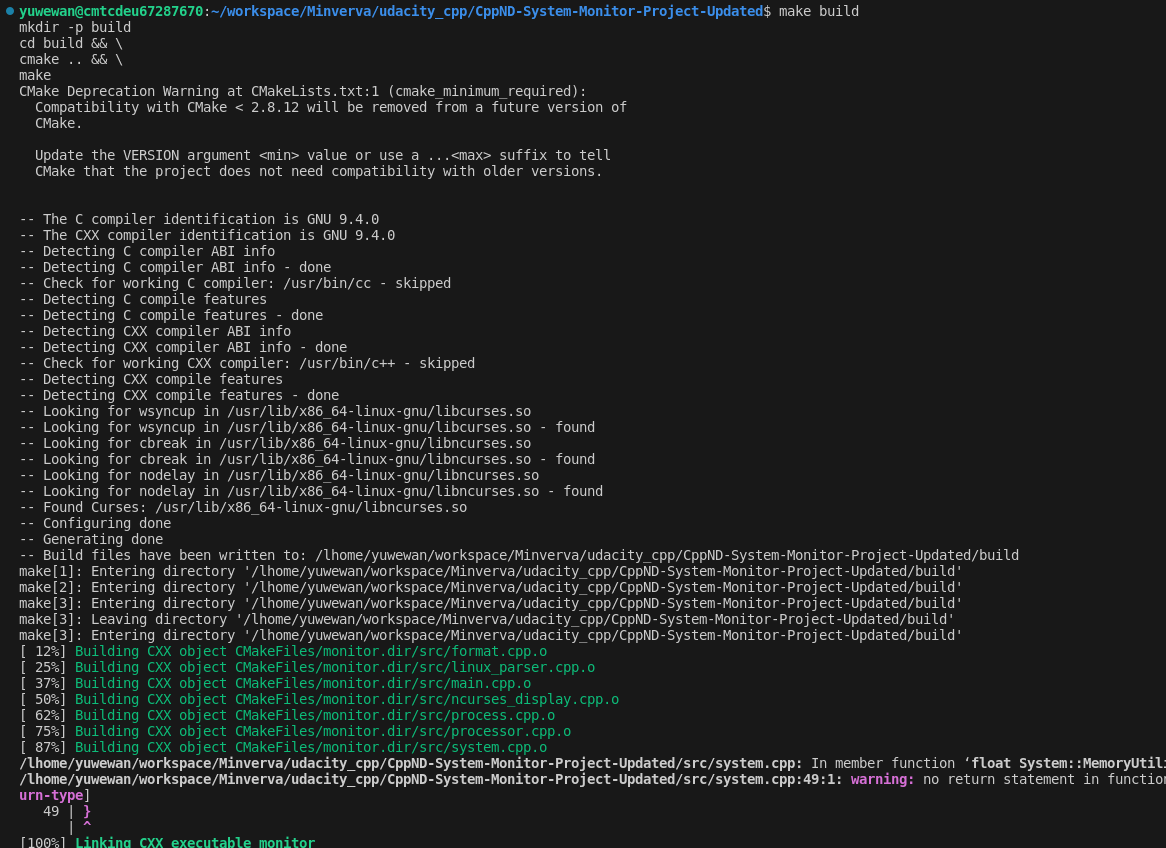 yuwewan@cmtcdeu67287670:~/workspace/Minverva/udacity_cpp/CppND-System-Monitor-Project-Updated$ make build
mkdir -p build
cd build && \
cmake .. && \
make
CMake Deprecation Warning at CMakeLists.txt:1 (cmake_minimum_required):
  Compatibility with CMake < 2.8.12 will be removed from a future version of
  CMake.

  Update the VERSION argument <min> value or use a ...<max> suffix to tell
  CMake that the project does not need compatibility with older versions.


-- The C compiler identification is GNU 9.4.0
-- The CXX compiler identification is GNU 9.4.0
-- Detecting C compiler ABI info
-- Detecting C compiler ABI info - done
-- Check for working C compiler: /usr/bin/cc - skipped
-- Detecting C compile features
-- Detecting C compile features - done
-- Detecting CXX compiler ABI info
-- Detecting CXX compiler ABI info - done
-- Check for working CXX compiler: /usr/bin/c++ - skipped
-- Detecting CXX compile features
-- Detecting CXX compile features - done
-- Looking for wsyncup in /usr/lib/x86_64-linux-gnu/libcurses.so
-- Looking for wsyncup in /usr/lib/x86_64-linux-gnu/libcurses.so - found
-- Looking for cbreak in /usr/lib/x86_64-linux-gnu/libncurses.so
-- Looking for cbreak in /usr/lib/x86_64-linux-gnu/libncurses.so - found
-- Looking for nodelay in /usr/lib/x86_64-linux-gnu/libncurses.so
-- Looking for nodelay in /usr/lib/x86_64-linux-gnu/libncurses.so - found
-- Found Curses: /usr/lib/x86_64-linux-gnu/libncurses.so
-- Configuring done
-- Generating done
-- Build files have been written to: /lhome/yuwewan/workspace/Minverva/udacity_cpp/CppND-System-Monitor-Project-Updated/build
make[1]: Entering directory '/lhome/yuwewan/workspace/Minverva/udacity_cpp/CppND-System-Monitor-Project-Updated/build'
make[2]: Entering directory '/lhome/yuwewan/workspace/Minverva/udacity_cpp/CppND-System-Monitor-Project-Updated/build'
make[3]: Entering directory '/lhome/yuwewan/workspace/Minverva/udacity_cpp/CppND-System-Monitor-Project-Updated/build'
make[3]: Leaving directory '/lhome/yuwewan/workspace/Minverva/udacity_cpp/CppND-System-Monitor-Project-Updated/build'
make[3]: Entering directory '/lhome/yuwewan/workspace/Minverva/udacity_cpp/CppND-System-Monitor-Project-Updated/build'
[ 12%] Building CXX object CMakeFiles/monitor.dir/src/format.cpp.o
[ 25%] Building CXX object CMakeFiles/monitor.dir/src/linux_parser.cpp.o
[ 37%] Building CXX object CMakeFiles/monitor.dir/src/main.cpp.o
[ 50%] Building CXX object CMakeFiles/monitor.dir/src/ncurses_display.cpp.o
[ 62%] Building CXX object CMakeFiles/monitor.dir/src/process.cpp.o
[ 75%] Building CXX object CMakeFiles/monitor.dir/src/processor.cpp.o
[ 87%] Building CXX object CMakeFiles/monitor.dir/src/system.cpp.o
/lhome/yuwewan/workspace/Minverva/udacity_cpp/CppND-System-Monitor-Project-Updated/src/system.cpp: In member function ‘float System::MemoryUtili
/lhome/yuwewan/workspace/Minverva/udacity_cpp/CppND-System-Monitor-Project-Updated/src/system.cpp:49:1: warning: no return statement in function
urn-type]
   49 | }
      | ^
[100%] Linking CXX executable monitor